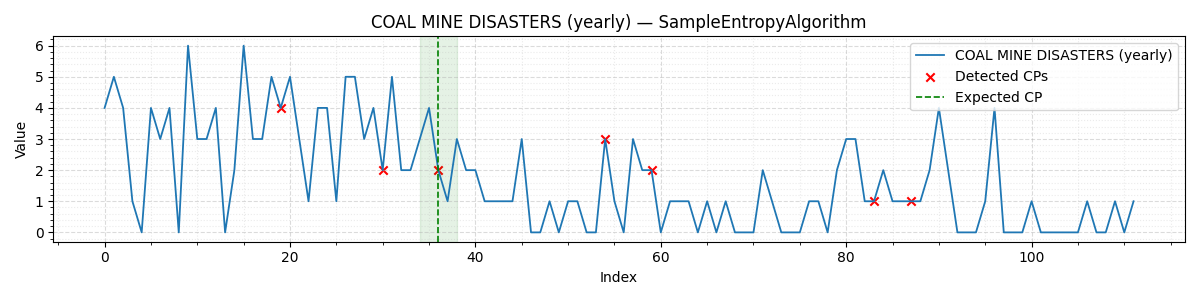 COAL MINE DISASTERS (yearly) — SampleEntropyAlgorithm
COAL MINE DISASTERS (yearly)
Detected CPs
Expected CP
Value
6
5
4
3
2
1
0
0 20 40 60 80 100
Index